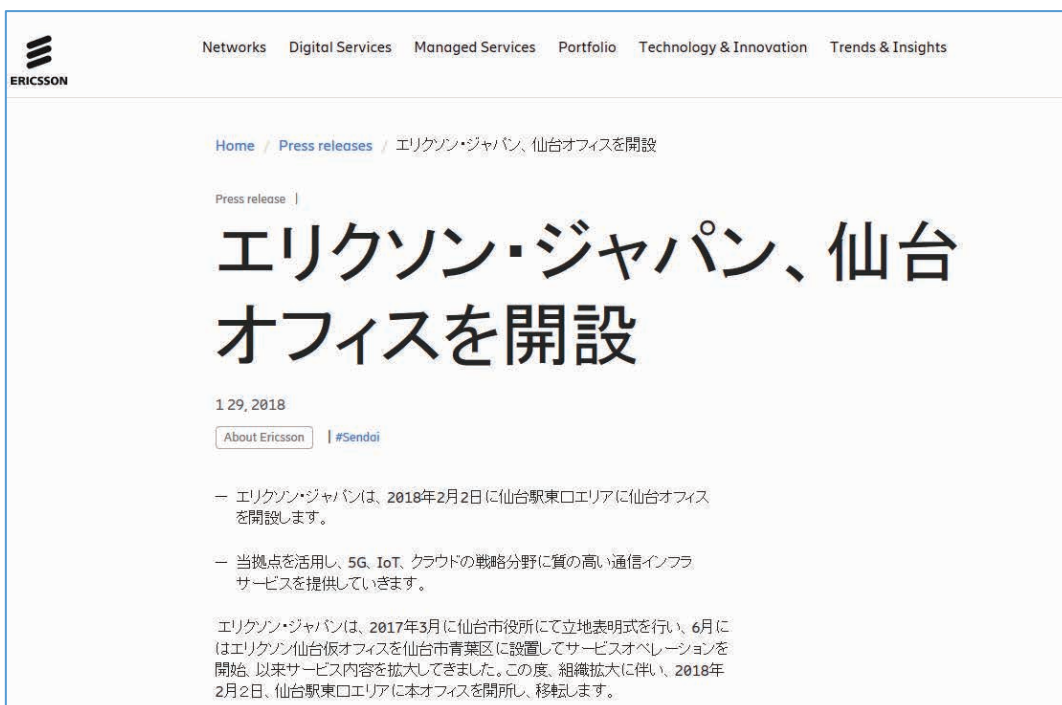 ERICSSON
Networks Digital Services Managed Services Portfolio Technology & Innovation Trends & Insights
Home / Press releases / エリクソン・ジャパン、仙台オフィスを開設
Press release |
エリクソン・ジャパン、仙台
オフィスを開設
1 29, 2018
About Ericsson | #Sendai
— エリクソン・ジャパンは、2018年2月2日に仙台駅東口エリアに仙台オフィス
を開設します。
— 当拠点を活用し、5G、IoT、クラウドの戦略分野に質の高い通信インフラ
サービスを提供していきます。
エリクソン・ジャパンは、2017年3月に仙台市役所にて立地表明式を行い、6月に
はエリクソン仙台仮オフィスを仙台市青葉区に設置してサービスオペレーションを
開始、以来サービス内容を拡大してきました。この度、組織拡大に伴い、2018年
2月2日、仙台駅東口エリアに本オフィスを開所し、移転します。